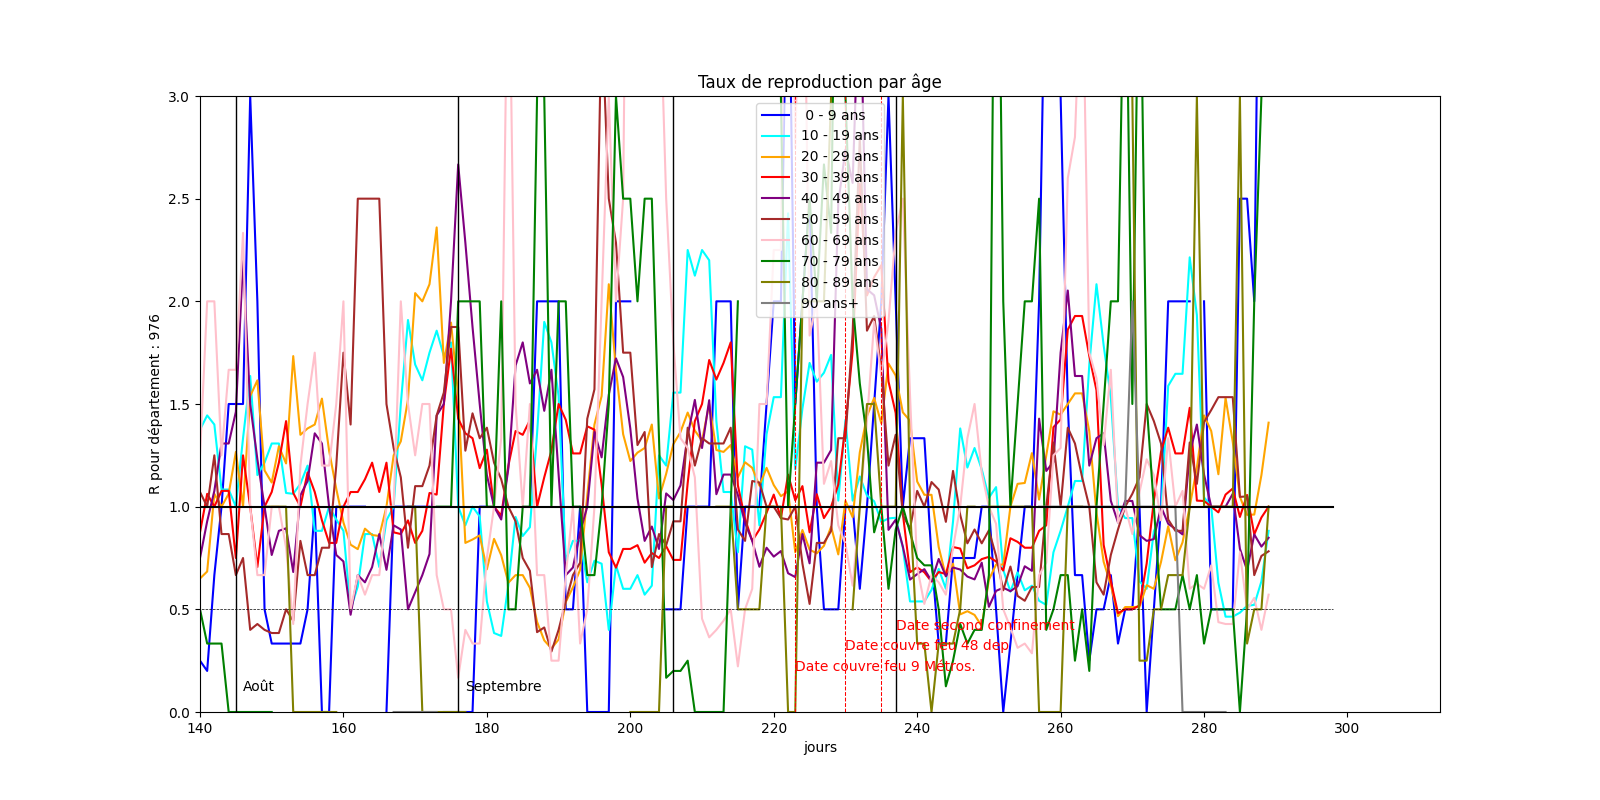 Taux de reproduction par âge
R pour département : 976
3.0
2.5
2.0
1.5
1.0
0.5
0.0
0 - 9 ans
10 - 19 ans
20 - 29 ans
30 - 39 ans
40 - 49 ans
50 - 59 ans
60 - 69 ans
70 - 79 ans
80 - 89 ans
90 ans+
Date second confinement
Date couvre feu 48 dep
Date couvre feu 9 Métros.
Août
Septembre
140 160 180 200 220 240 260 280 300
jours